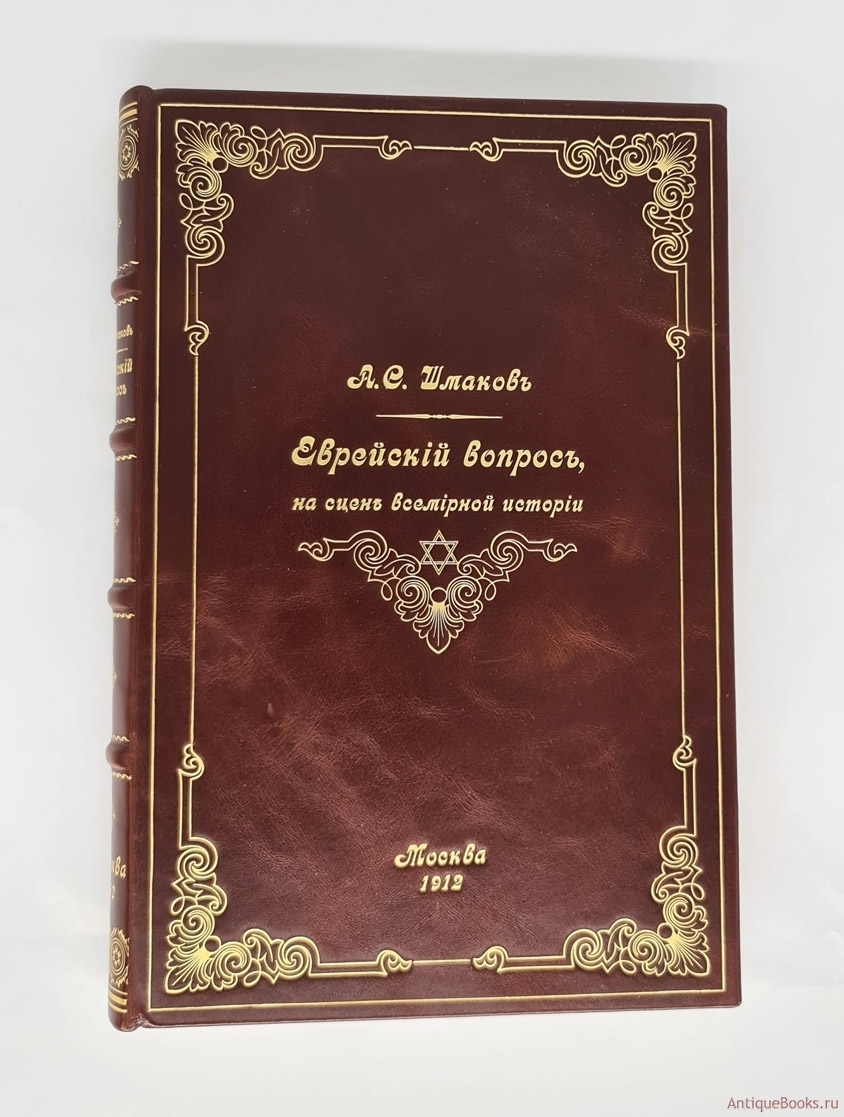 А.С. Шмаковъ
Еврейскій вопросъ,
на сценѣ всемірной исторіи
Москва
1912
AntiqueBooks.ru